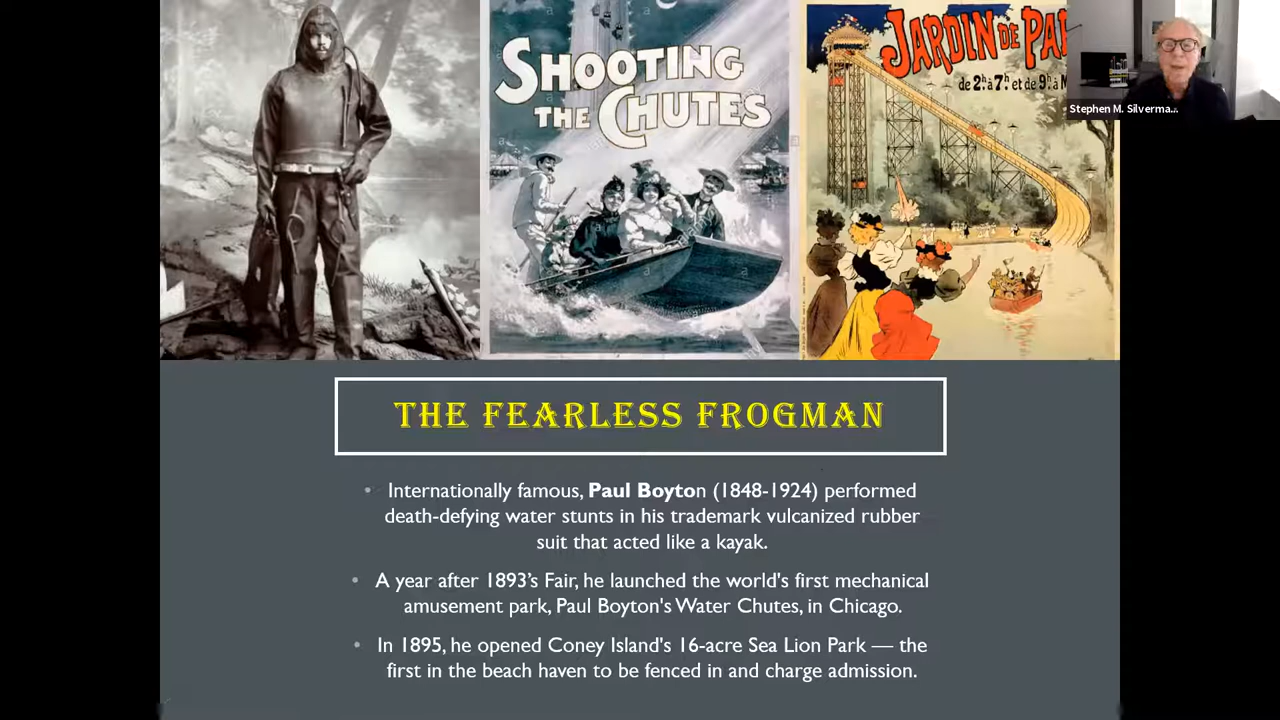 SHOOTING
THE CHUTES
JARDIN DE PA
de 2h. à 7h. et de 9h. à M
Stephen M. Silverma...
THE FEARLESS FROGMAN
• Internationally famous, Paul Boyton (1848-1924) performed
death-defying water stunts in his trademark vulcanized rubber
suit that acted like a kayak.
• A year after 1893's Fair, he launched the world's first mechanical
amusement park, Paul Boyton's Water Chutes, in Chicago.
• In 1895, he opened Coney Island's 16-acre Sea Lion Park — the
first in the beach haven to be fenced in and charge admission.